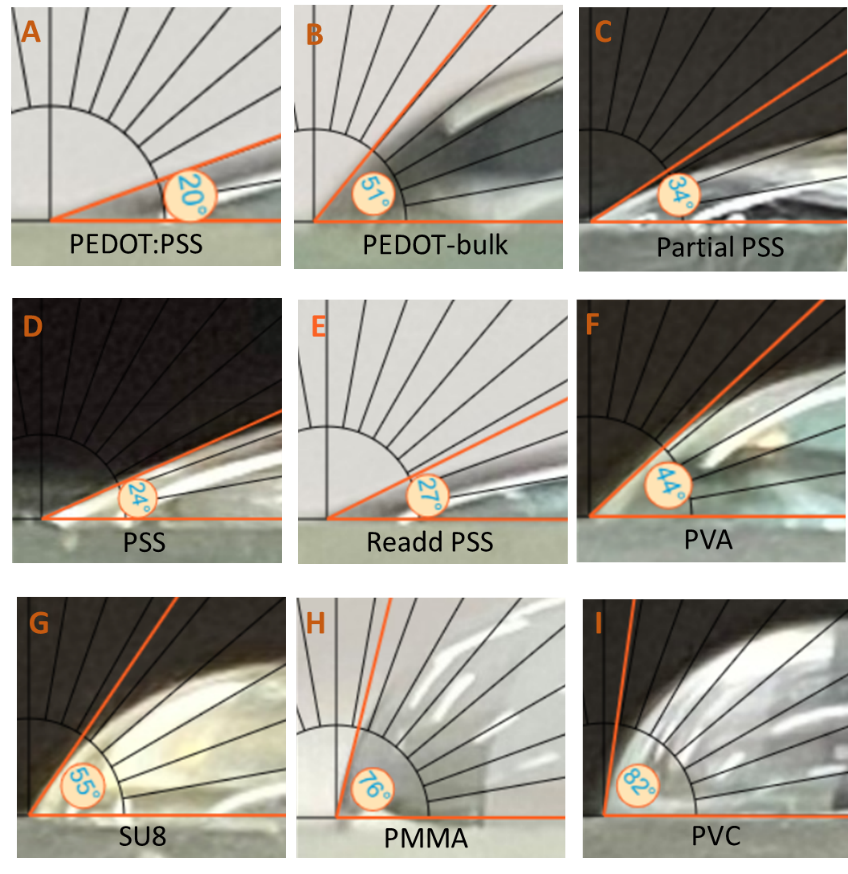 A
20°
PEDOT:PSS
B
51°
PEDOT-bulk
C
34°
Partial PSS
D
24°
PSS
E
27°
Readd PSS
F
44°
PVA
G
55°
SU8
H
76°
PMMA
I
82°
PVC